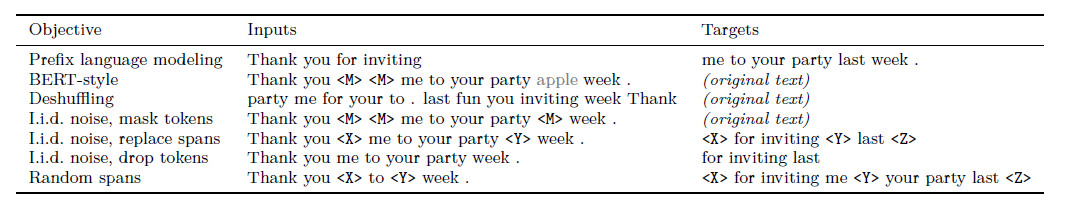 Objective Inputs Targets
Prefix language modeling Thank you for inviting me to your party last week .
BERT-style Thank you <M> <M> me to your party apple week . (original text)
Deshuffling party me for your to . last fun you inviting week Thank (original text)
I.i.d. noise, mask tokens Thank you <M> <M> me to your party <M> week . (original text)
I.i.d. noise, replace spans Thank you <X> me to your party <Y> week . <X> for inviting <Y> last <Z>
I.i.d. noise, drop tokens Thank you me to your party week . for inviting last
Random spans Thank you <X> to <Y> week . <X> for inviting me <Y> your party last <Z>